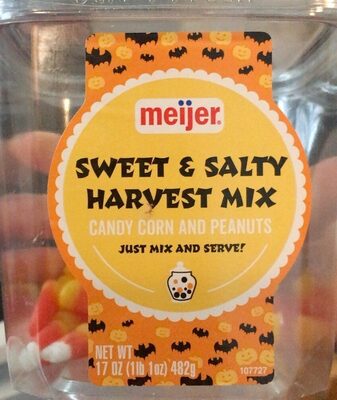 meijer
SWEET & SALTY
HARVEST MIX
CANDY CORN AND PEANUTS
JUST MIX AND SERVE!
NET WT
17 OZ (1lb 1oz) 482g
107727